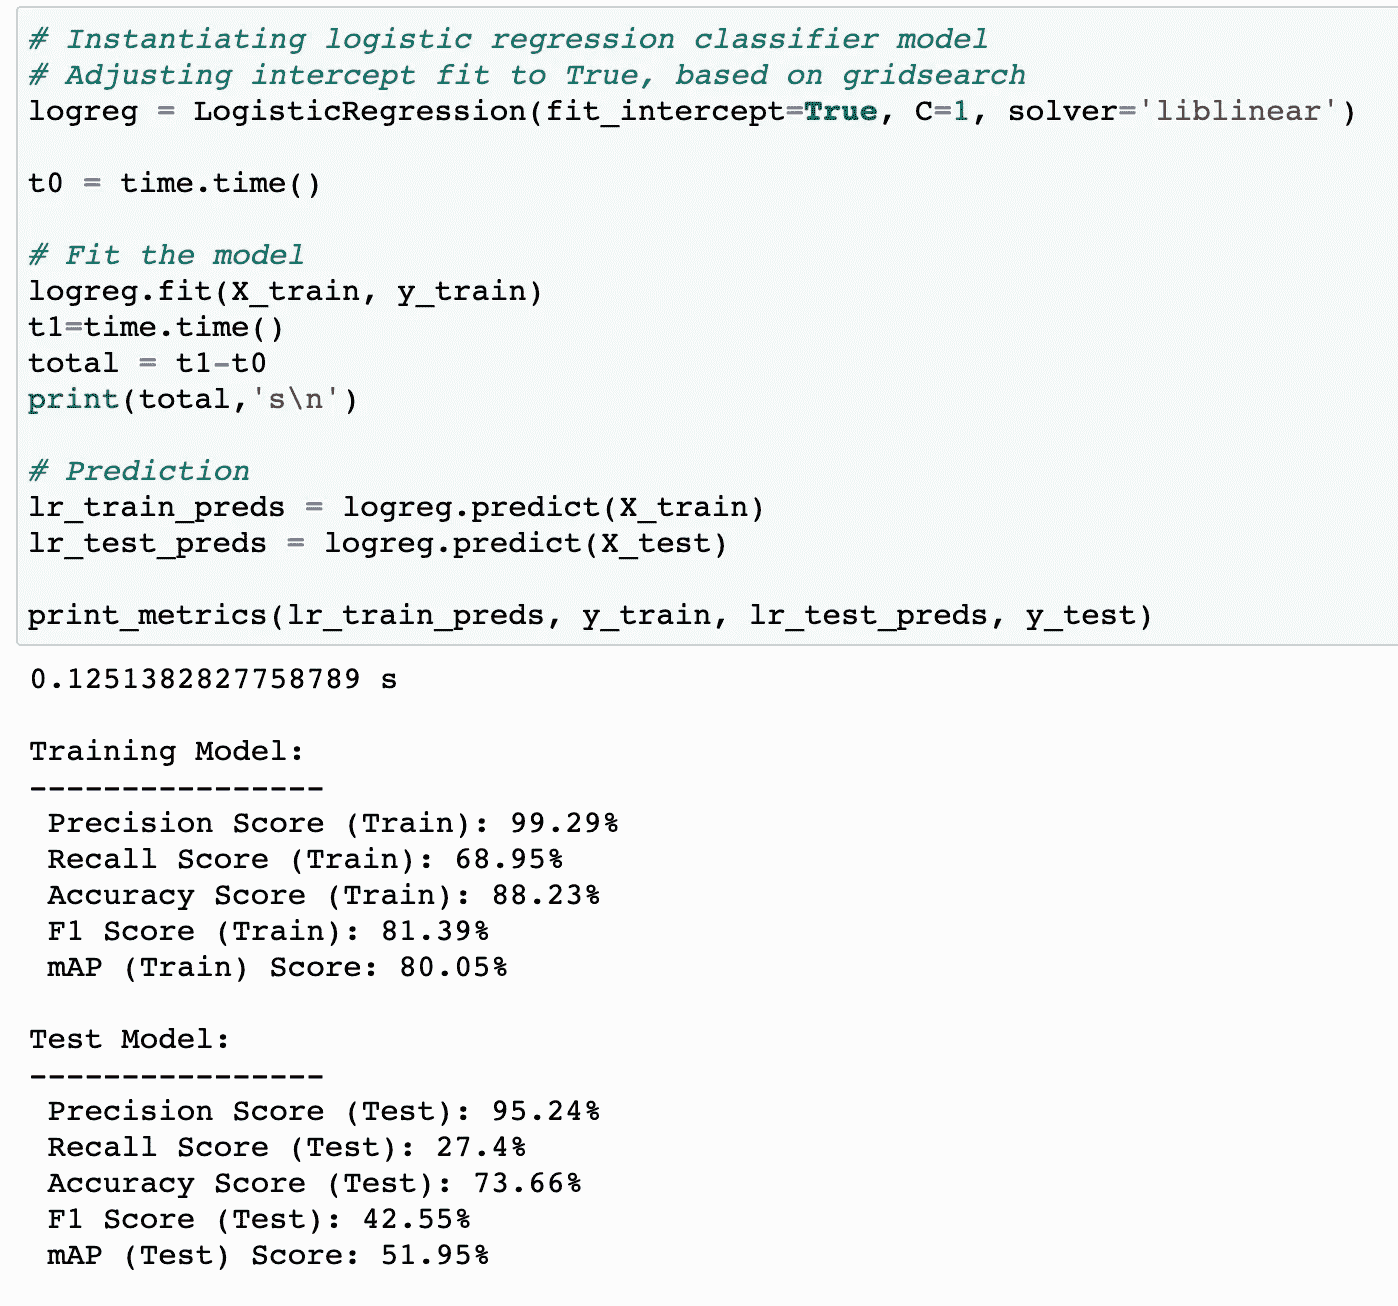 # Instantiating logistic regression classifier model
# Adjusting intercept fit to True, based on gridsearch
logreg = LogisticRegression(fit_intercept=True, C=1, solver='liblinear')
t0 = time.time()
# Fit the model
logreg.fit(X_train, y_train)
t1=time.time()
total = t1-t0
print(total,'s\n')
# Prediction
lr_train_preds = logreg.predict(X_train)
lr_test_preds = logreg.predict(X_test)
print_metrics(lr_train_preds, y_train, lr_test_preds, y_test)
0.1251382827758789 s
Training Model:
----------------
Precision Score (Train): 99.29%
Recall Score (Train): 68.95%
Accuracy Score (Train): 88.23%
F1 Score (Train): 81.39%
mAP (Train) Score: 80.05%
Test Model:
----------------
Precision Score (Test): 95.24%
Recall Score (Test): 27.4%
Accuracy Score (Test): 73.66%
F1 Score (Test): 42.55%
mAP (Test) Score: 51.95%